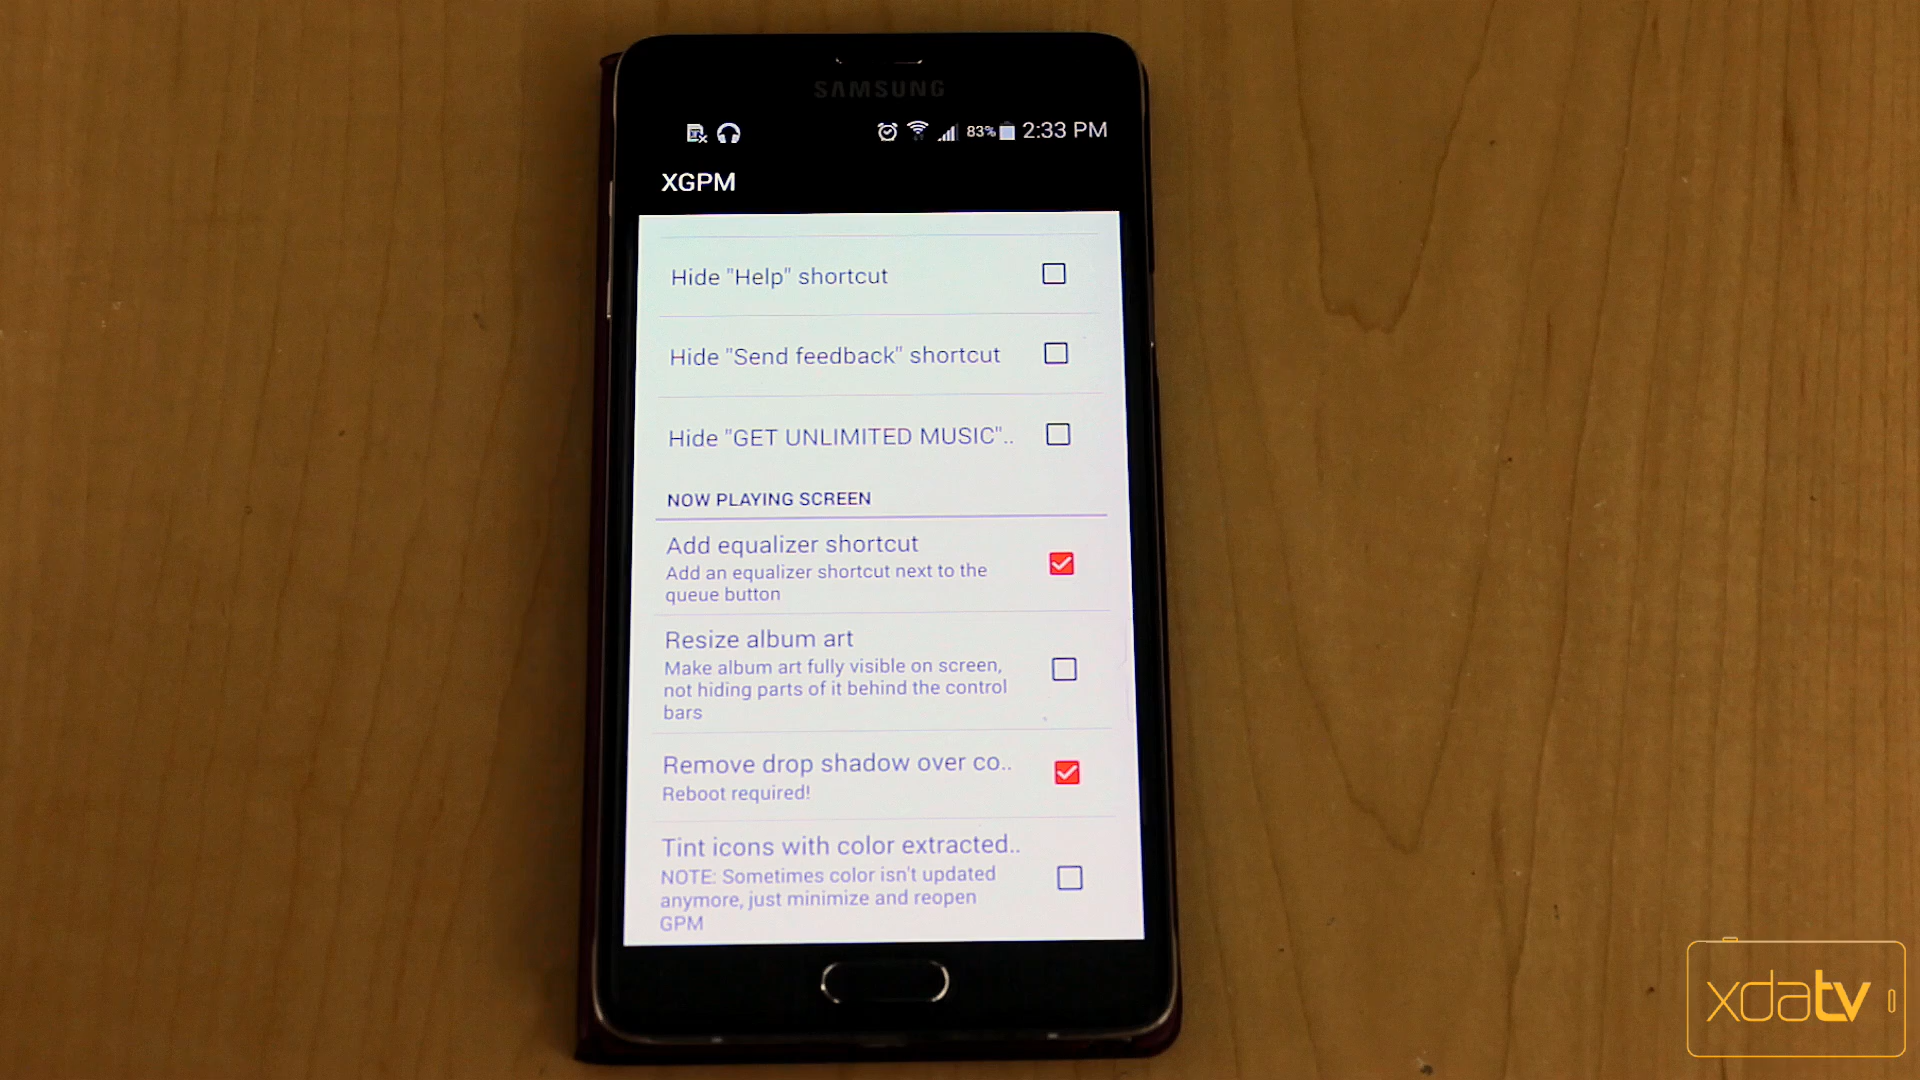 SAMSUNG
83% 2:33 PM
XGPM
Hide "Help" shortcut
Hide "Send feedback" shortcut
Hide "GET UNLIMITED MUSIC"..
NOW PLAYING SCREEN
Add equalizer shortcut
Add an equalizer shortcut next to the
queue button
Resize album art
Make album art fully visible on screen,
not hiding parts of it behind the control
bars
Remove drop shadow over co..
Reboot required!
Tint icons with color extracted..
NOTE: Sometimes color isn't updated
anymore, just minimize and reopen
GPM
xdatv